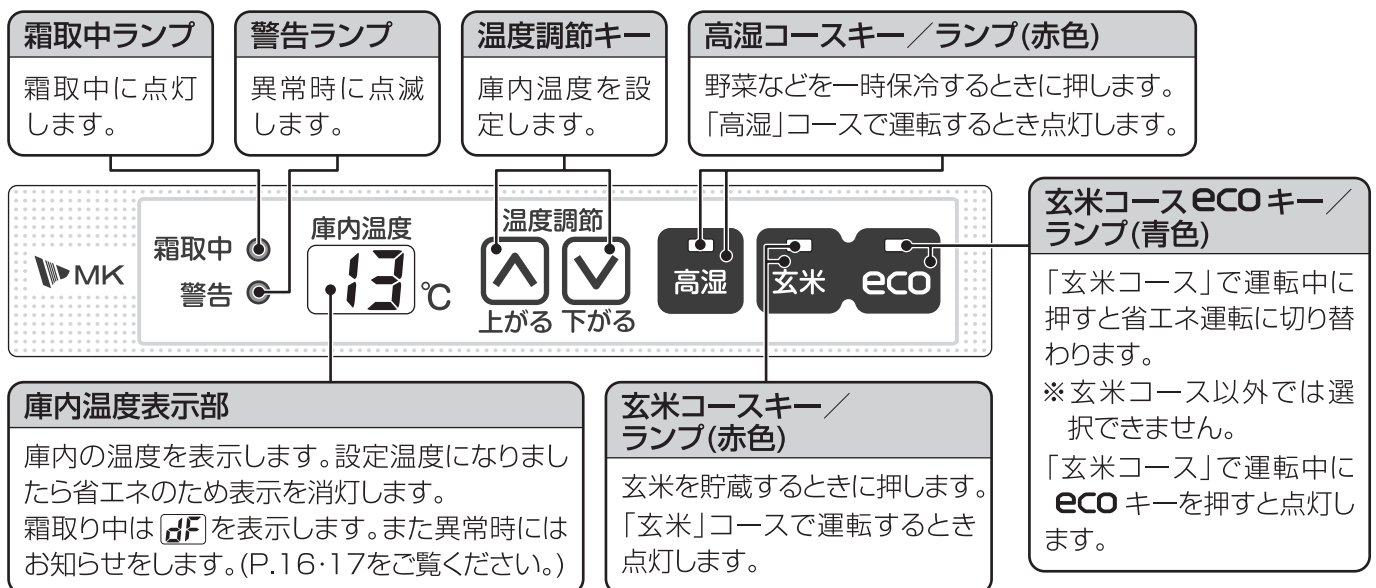 霜取中ランプ
霜取中に点灯
します。
警告ランプ
異常時に点滅
します。
温度調節キー
庫内温度を設
定します。
高湿コースキー／ランプ(赤色)
野菜などを一時保冷するときに押します。
「高湿」コースで運転するとき点灯します。
MK
霜取中
警告
庫内温度
.13℃
温度調節
上がる 下がる
高湿
玄米
eco
玄米コースecoキー／
ランプ(青色)
「玄米コース」で運転中に
押すと省エネ運転に切り替
わります。
※玄米コース以外では選
択できません。
「玄米コース」で運転中に
ecoキーを押すと点灯し
ます。
庫内温度表示部
庫内の温度を表示します。設定温度になりまし
たら省エネのため表示を消灯します。
霜取り中はdFを表示します。また異常時には
お知らせをします。(P.16・17をご覧ください。)
玄米コースキー／
ランプ(赤色)
玄米を貯蔵するときに押します。
「玄米」コースで運転するとき
点灯します。